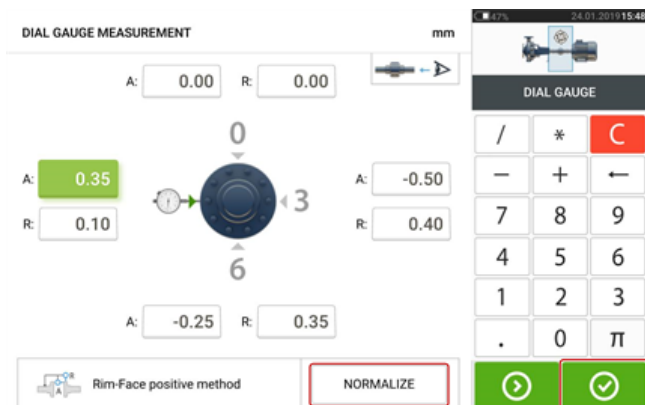 47% 24.01.2019 15:48
DIAL GAUGE MEASUREMENT mm
A: 0.00 R: 0.00
DIAL GAUGE
0
A: 0.35
R: 0.10
3
A: -0.50
R: 0.40
6
A: -0.25 R: 0.35
R
A
Rim-Face positive method
NORMALIZE
/ * C
− + ←
7 8 9
4 5 6
1 2 3
. 0 π